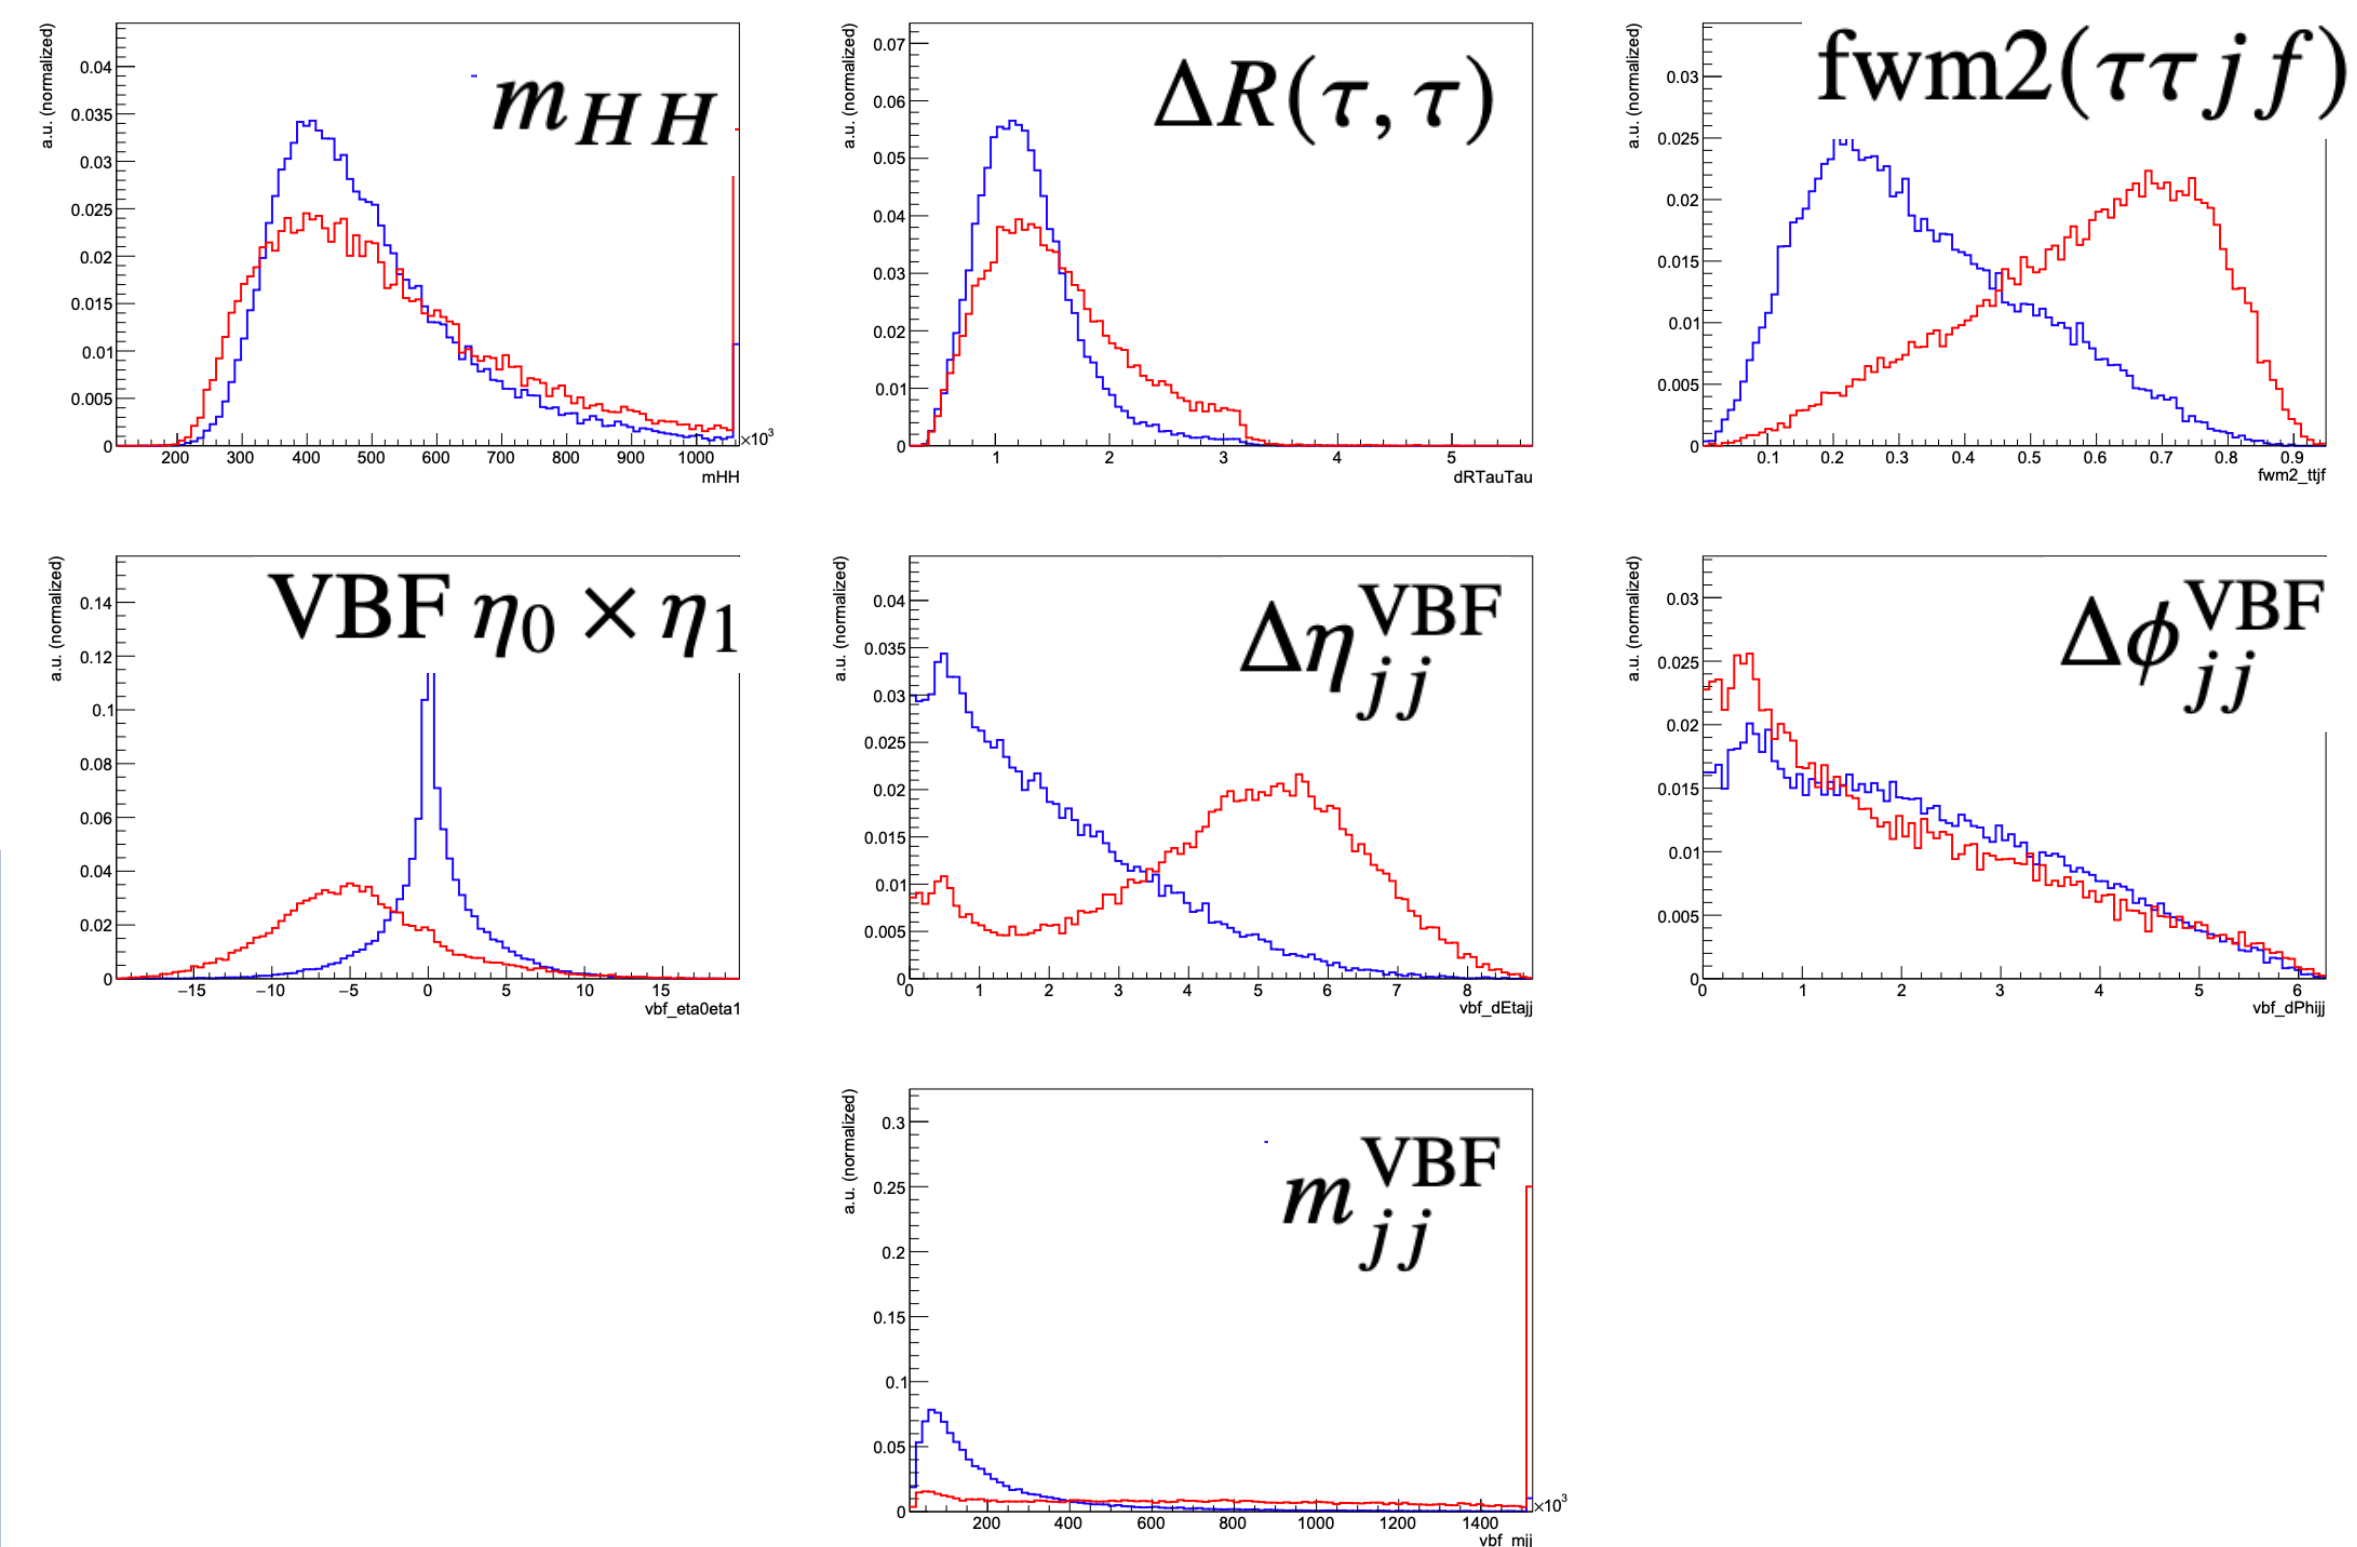 a.u. (normalized)
0.04
0.035
0.03
0.025
0.02
0.015
0.01
0.005
0
200 300 400 500 600 700 800 900 1000
×10³
mHH
m_{HH}
a.u. (normalized)
0.07
0.06
0.05
0.04
0.03
0.02
0.01
0
1 2 3 4 5
dRTauTau
ΔR(τ, τ)
a.u. (normalized)
0.03
0.025
0.02
0.015
0.01
0.005
0
0.1 0.2 0.3 0.4 0.5 0.6 0.7 0.8 0.9
fwm2_ttjf
fwm2(ττjf)
a.u. (normalized)
0.14
0.12
0.1
0.08
0.06
0.04
0.02
0
−15 −10 −5 0 5 10 15
vbf_eta0eta1
VBF η₀ × η₁
a.u. (normalized)
0.04
0.035
0.03
0.025
0.02
0.015
0.01
0.005
0
0 1 2 3 4 5 6 7 8
vbf_dEtajj
Δη_{jj}^{VBF}
a.u. (normalized)
0.03
0.025
0.02
0.015
0.01
0.005
0
0 1 2 3 4 5 6
vbf_dPhijj
Δϕ_{jj}^{VBF}
a.u. (normalized)
0.3
0.25
0.2
0.15
0.1
0.05
0
200 400 600 800 1000 1200 1400
×10³
vbf_mjj
m_{jj}^{VBF}